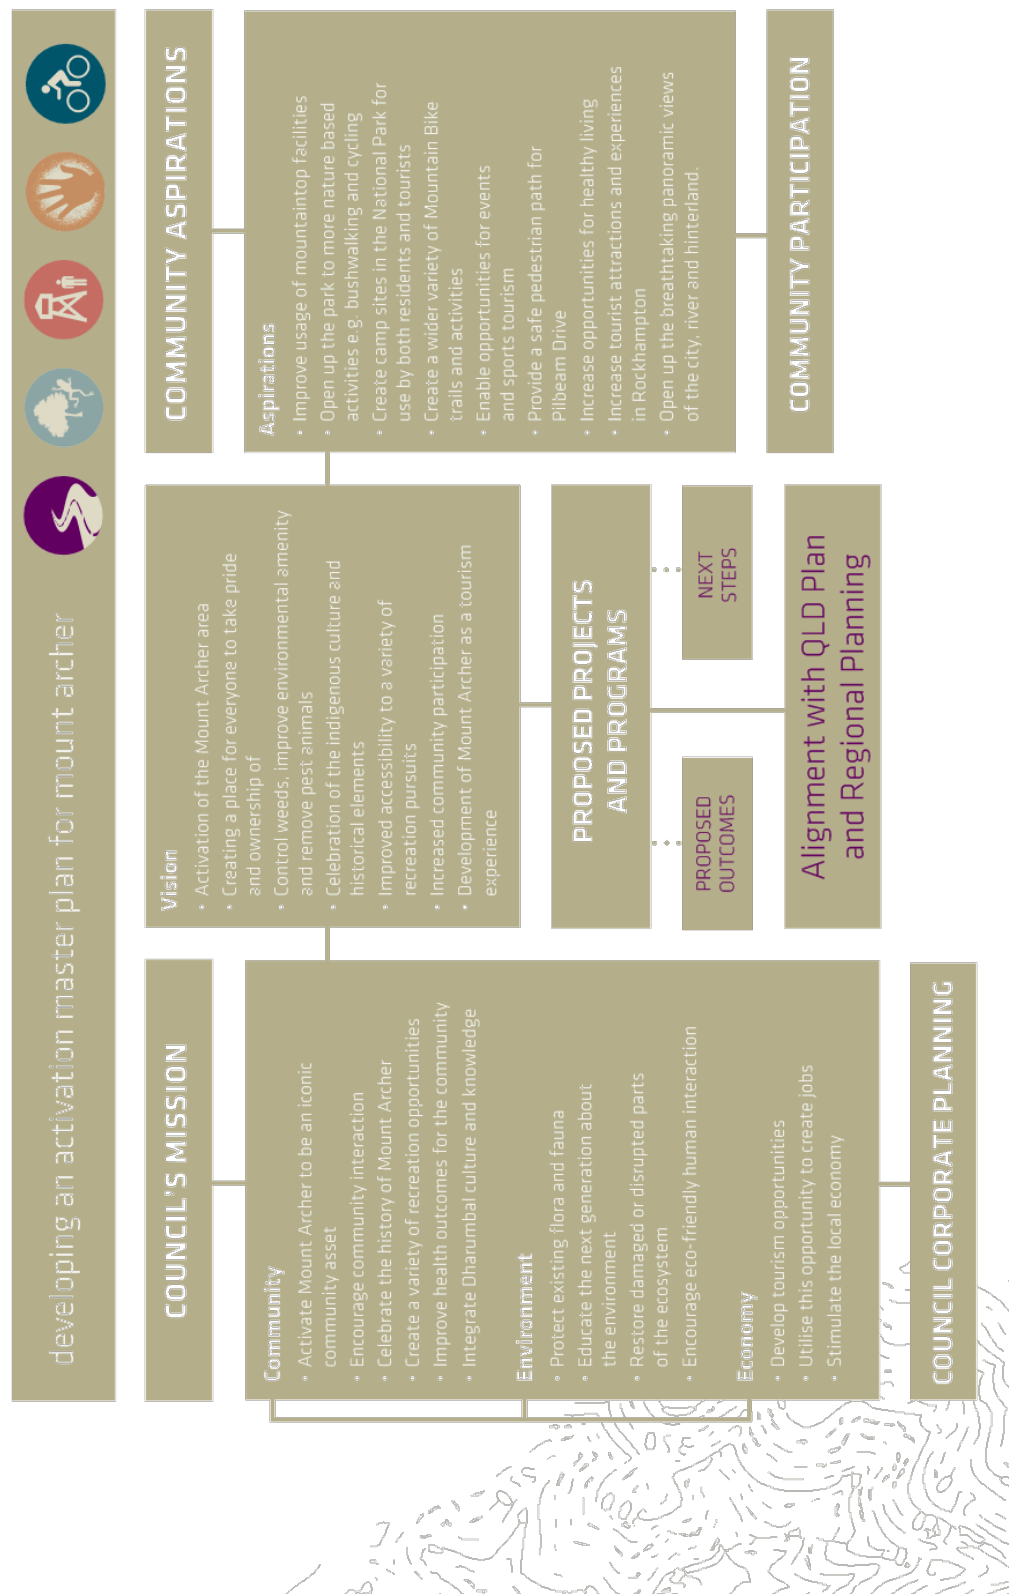 developing an activation master plan for mount archer
COUNCIL'S MISSION
Community
• Activate Mount Archer to be an iconic
community asset
• Encourage community interaction
• Celebrate the history of Mount Archer
• Create a variety of recreation opportunities
• Improve health outcomes for the community
• Integrate Dharumbal culture and knowledge
Environment
• Protect existing flora and fauna
• Educate the next generation about
the environment
• Restore damaged or disrupted parts
of the ecosystem
• Encourage eco-friendly human interaction
Economy
• Develop tourism opportunities
• Utilise this opportunity to create jobs
• Stimulate the local economy
COUNCIL CORPORATE PLANNING
Vision
• Activation of the Mount Archer area
• Creating a place for everyone to take pride
and ownership of
• Control weeds, improve environmental amenity
and remove pest animals
• Celebration of the indigenous culture and
historical elements
• Improved accessibility to a variety of
recreation pursuits
• Increased community participation
• Development of Mount Archer as a tourism
experience
PROPOSED PROJECTS
AND PROGRAMS
PROPOSED
OUTCOMES
NEXT
STEPS
Alignment with QLD Plan
and Regional Planning
COMMUNITY ASPIRATIONS
Aspirations
• Improve usage of mountaintop facilities
• Open up the park to more nature based
activities e.g. bushwalking and cycling
• Create camp sites in the National Park for
use by both residents and tourists
• Create a wider variety of Mountain Bike
trails and activities
• Enable opportunities for events
and sports tourism
• Provide a safe pedestrian path for
Pilbeam Drive
• Increase opportunities for healthy living
• Increase tourist attractions and experiences
in Rockhampton
• Open up the breathtaking panoramic views
of the city, river and hinterland.
COMMUNITY PARTICIPATION